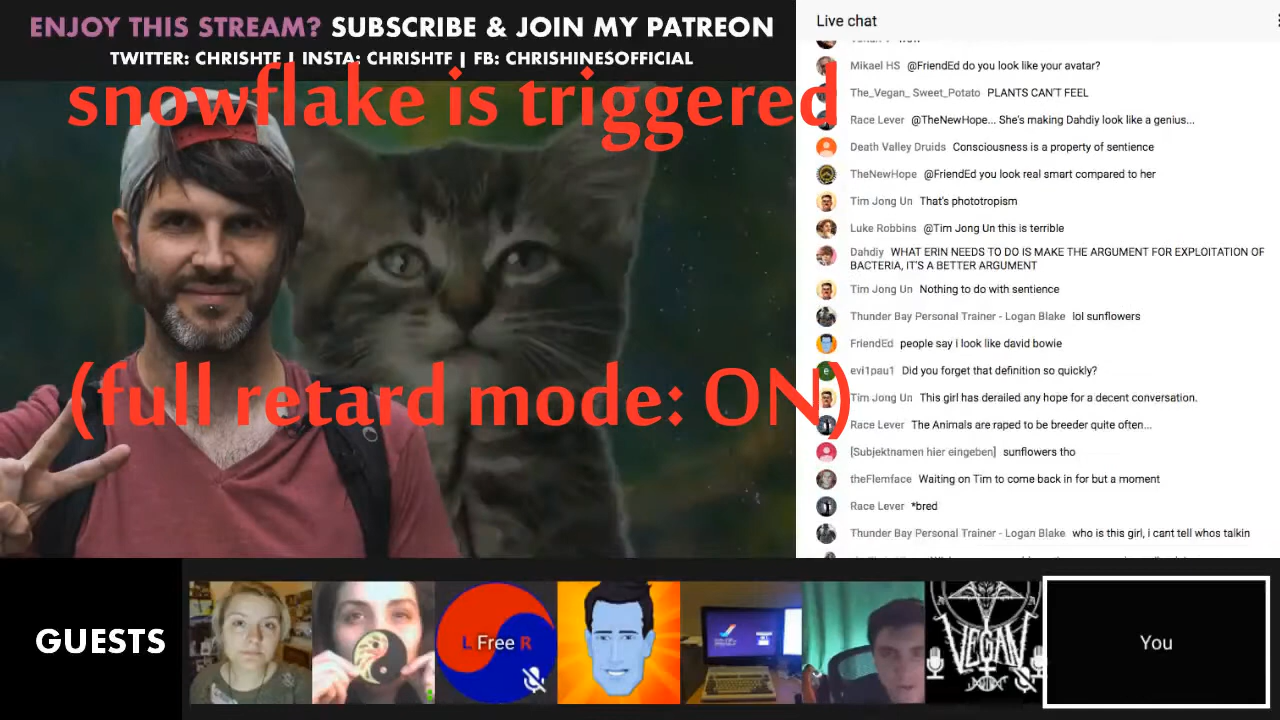 ENJOY THIS STREAM? SUBSCRIBE & JOIN MY PATREON
TWITTER: CHRISHTF | INSTA: CHRISHTF | FB: CHRISHINESOFFICIAL
snowflake is triggered
(full retard mode: ON)
Live chat
Mikael HS @FriendEd do you look like your avatar?
The_Vegan_ Sweet_Potato PLANTS CAN'T FEEL
Race Lever @TheNewHope... She's making Dahdiy look like a genius...
Death Valley Druids Consciousness is a property of sentience
TheNewHope @FriendEd you look real smart compared to her
Tim Jong Un That's phototropism
Luke Robbins @Tim Jong Un this is terrible
Dahdiy WHAT ERIN NEEDS TO DO IS MAKE THE ARGUMENT FOR EXPLOITATION OF
BACTERIA, IT'S A BETTER ARGUMENT
Tim Jong Un Nothing to do with sentience
Thunder Bay Personal Trainer - Logan Blake lol sunflowers
FriendEd people say i look like david bowie
e evi1pau1 Did you forget that definition so quickly?
Tim Jong Un This girl has derailed any hope for a decent conversation.
Race Lever The Animals are raped to be breeder quite often...
[Subjektnamen hier eingeben] sunflowers tho
theFlemface Waiting on Tim to come back in for but a moment
Race Lever *bred
Thunder Bay Personal Trainer - Logan Blake who is this girl, i cant tell whos talkin
GUESTS
L Free R
VEGAN
You